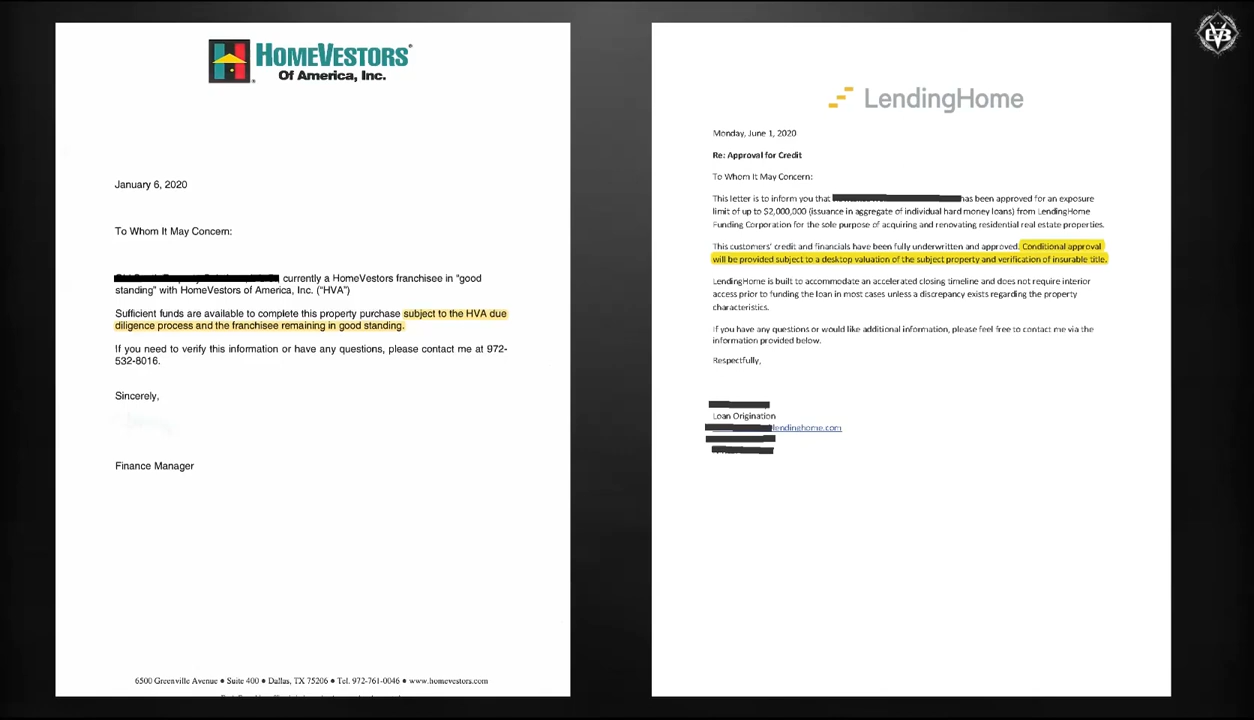 HOMEVESTORS
Of America, Inc.
January 6, 2020
To Whom It May Concern:
currently a HomeVestors franchisee in "good
standing" with HomeVestors of America, Inc. ("HVA")
Sufficient funds are available to complete this property purchase subject to the HVA due
diligence process and the franchisee remaining in good standing.
If you need to verify this information or have any questions, please contact me at 972-
532-8016.
Sincerely,
Finance Manager
6500 Greenville Avenue ● Suite 400 ● Dallas, TX 75206 ● Tel. 972-761-0046 ● www.homevestors.com
LendingHome
Monday, June 1, 2020
Re: Approval for Credit
To Whom It May Concern:
This letter is to inform you that has been approved for an exposure
limit of up to $2,000,000 (issuance in aggregate of individual hard money loans) from LendingHome
Funding Corporation for the sole purpose of acquiring and renovating residential real estate properties.
This customers' credit and financials have been fully underwritten and approved. Conditional approval
will be provided subject to a desktop valuation of the subject property and verification of insurable title.
LendingHome is built to accommodate an accelerated closing timeline and does not require interior
access prior to funding the loan in most cases unless a discrepancy exists regarding the property
characteristics.
If you have any questions or would like additional information, please feel free to contact me via the
information provided below.
Respectfully,
Loan Origination
lendinghome.com